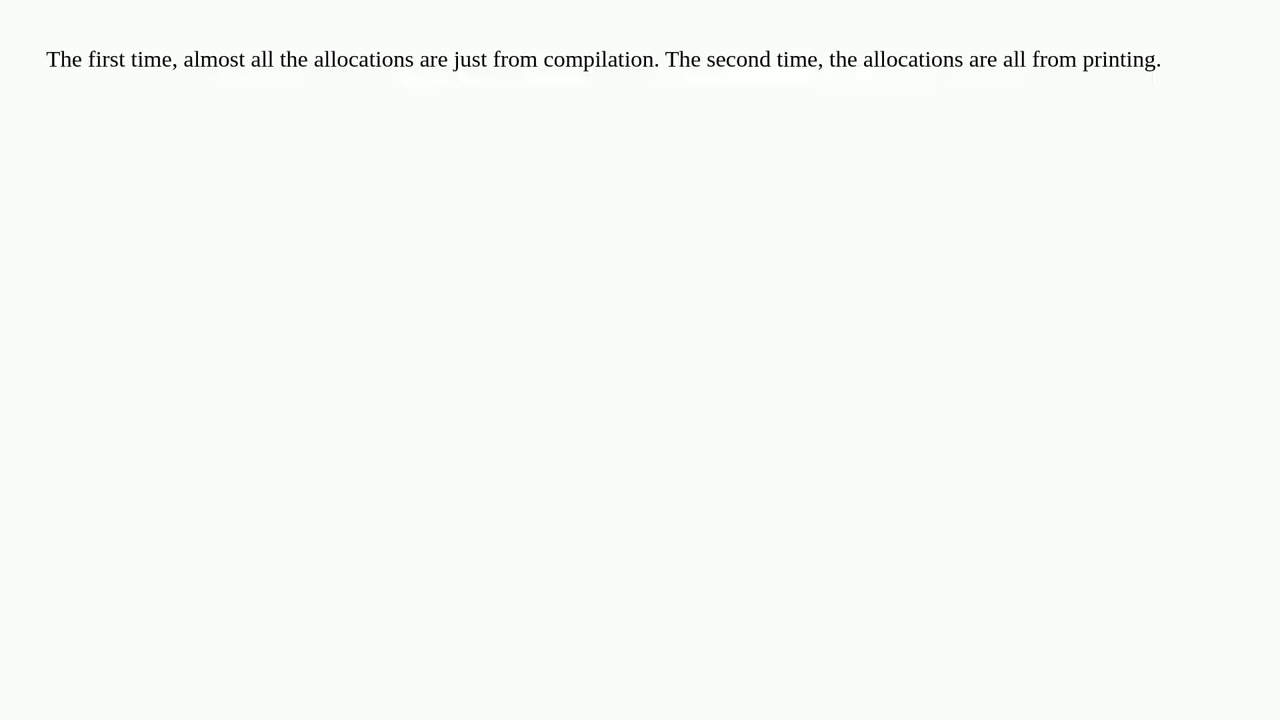 The first time, almost all the allocations are just from compilation. The second time, the allocations are all from printing.